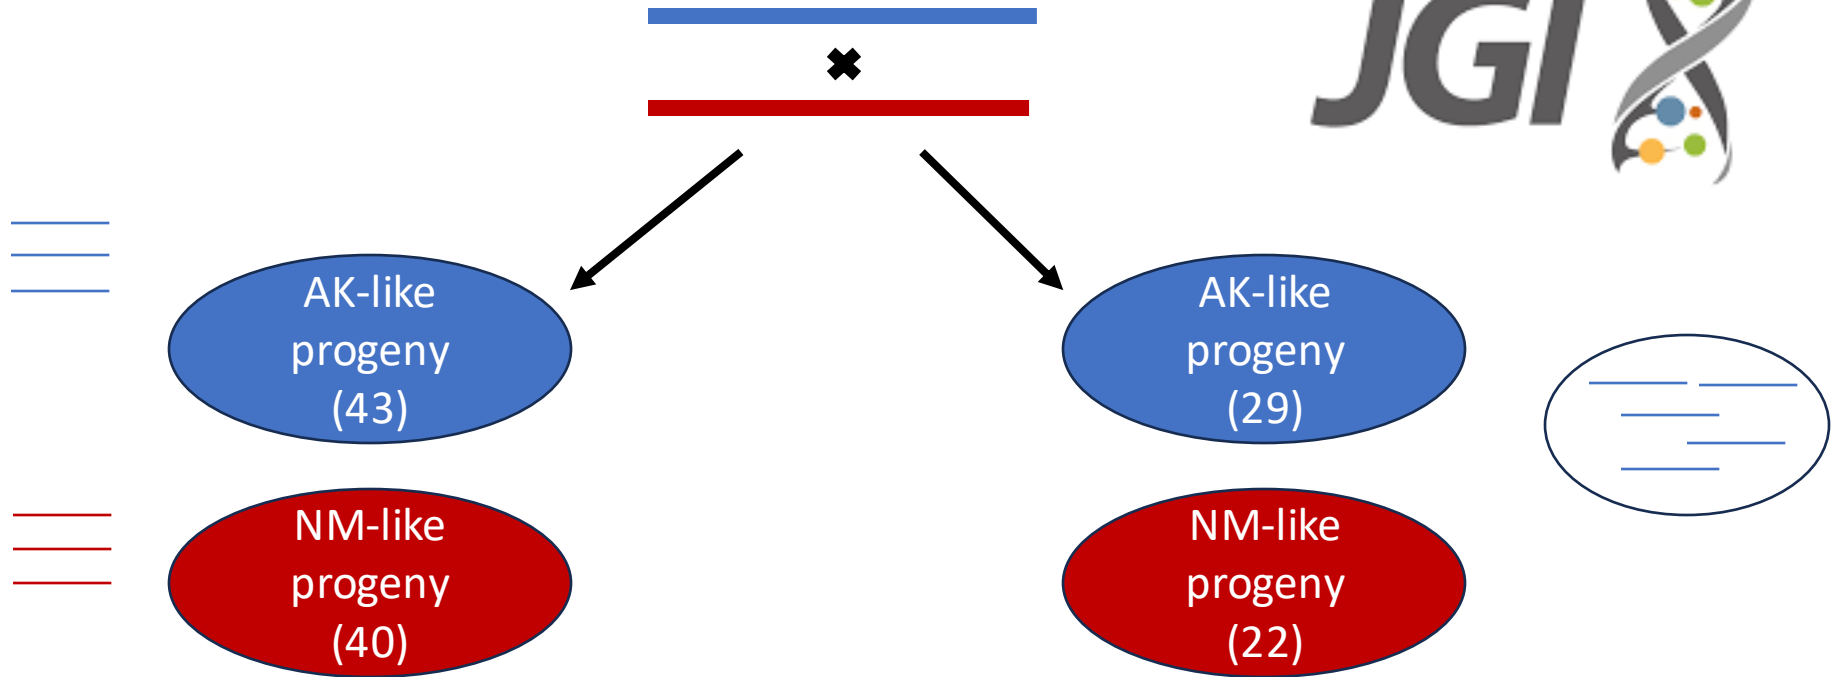 JGI
AK-like
progeny
(43)
AK-like
progeny
(29)
NM-like
progeny
(40)
NM-like
progeny
(22)